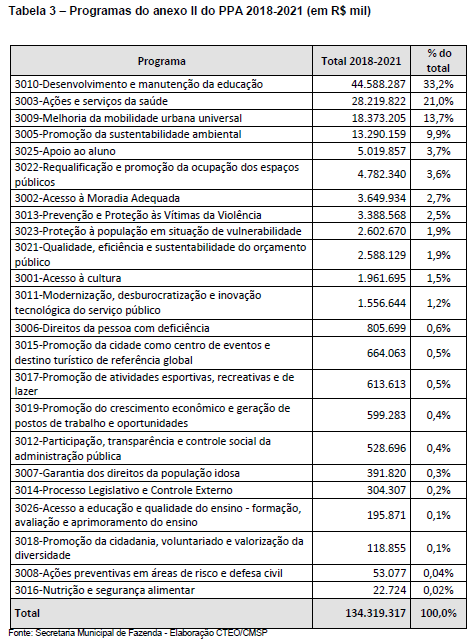 Tabela 3 – Programas do anexo II do PPA 2018-2021 (em R$ mil)
Programa Total 2018-2021 % do total
3010-Desenvolvimento e manutenção da educação 44.588.287 33,2%
3003-Ações e serviços da saúde 28.219.822 21,0%
3009-Melhoria da mobilidade urbana universal 18.373.205 13,7%
3005-Promoção da sustentabilidade ambiental 13.290.159 9,9%
3025-Apoio ao aluno 5.019.857 3,7%
3022-Requalificação e promoção da ocupação dos espaços
públicos 4.782.340 3,6%
3002-Acesso à Moradia Adequada 3.649.934 2,7%
3013-Prevenção e Proteção às Vítimas da Violência 3.388.568 2,5%
3023-Proteção à população em situação de vulnerabilidade 2.602.670 1,9%
3021-Qualidade, eficiência e sustentabilidade do orçamento
público 2.588.129 1,9%
3001-Acesso à cultura 1.961.695 1,5%
3011-Modernização, desburocratização e inovação
tecnológica do serviço público 1.556.644 1,2%
3006-Direitos da pessoa com deficiência 805.699 0,6%
3015-Promoção da cidade como centro de eventos e
destino turístico de referência global 664.063 0,5%
3017-Promoção de atividades esportivas, recreativas e de
lazer 613.613 0,5%
3019-Promoção do crescimento econômico e geração de
postos de trabalho e oportunidades 599.283 0,4%
3012-Participação, transparência e controle social da
administração pública 528.696 0,4%
3007-Garantia dos direitos da população idosa 391.820 0,3%
3014-Processo Legislativo e Controle Externo 304.307 0,2%
3026-Acesso a educação e qualidade do ensino - formação,
avaliação e aprimoramento do ensino 195.871 0,1%
3018-Promoção da cidadania, voluntariado e valorização da
diversidade 118.855 0,1%
3008-Ações preventivas em áreas de risco e defesa civil 53.077 0,04%
3016-Nutrição e segurança alimentar 22.724 0,02%
Total 134.319.317 100,0%
Fonte: Secretaria Municipal de Fazenda - Elaboração CTEO/CMSP